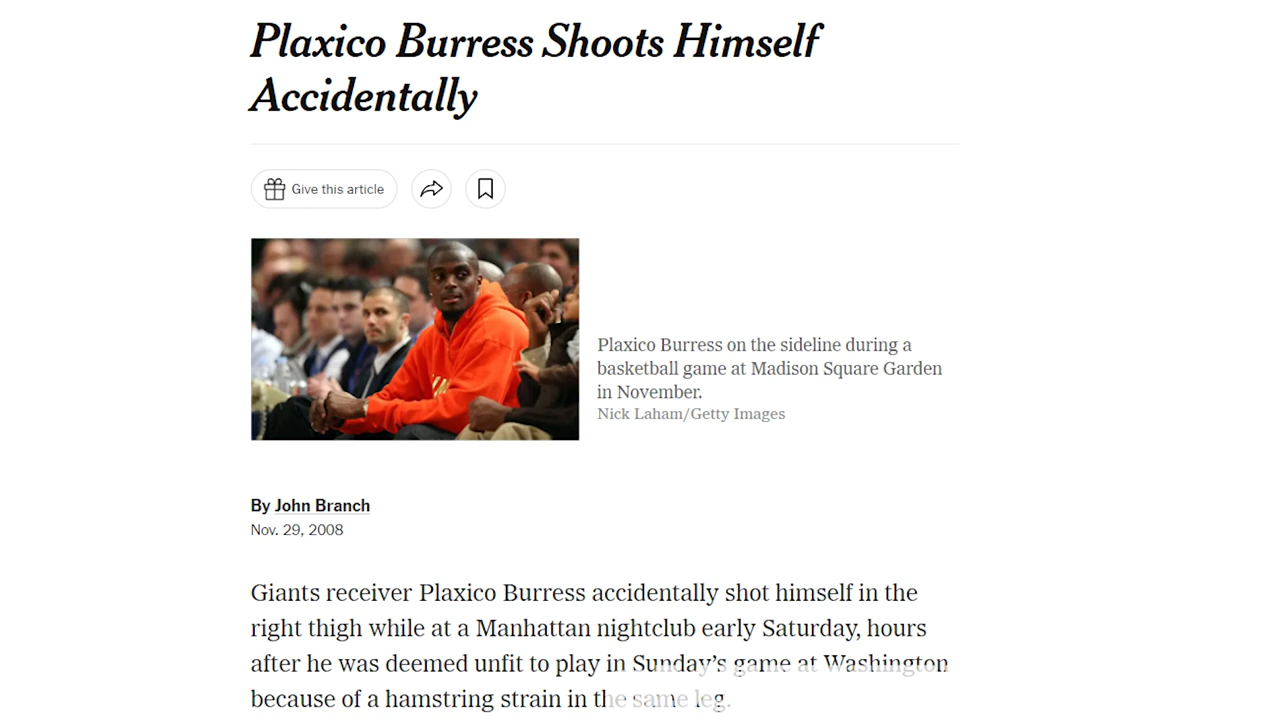 Plaxico Burress Shoots Himself
Accidentally
Give this article
Plaxico Burress on the sideline during a
basketball game at Madison Square Garden
in November.
Nick Laham/Getty Images
By John Branch
Nov. 29, 2008
Giants receiver Plaxico Burress accidentally shot himself in the
right thigh while at a Manhattan nightclub early Saturday, hours
after he was deemed unfit to play in Sunday's game at Washington
because of a hamstring strain in the same leg.